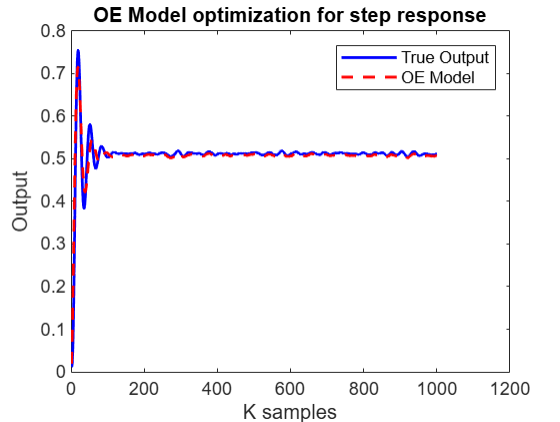 OE Model optimization for step response
True Output
OE Model
0.8
0.7
0.6
0.5
0.4
0.3
0.2
0.1
0
Output
0 200 400 600 800 1000 1200
K samples